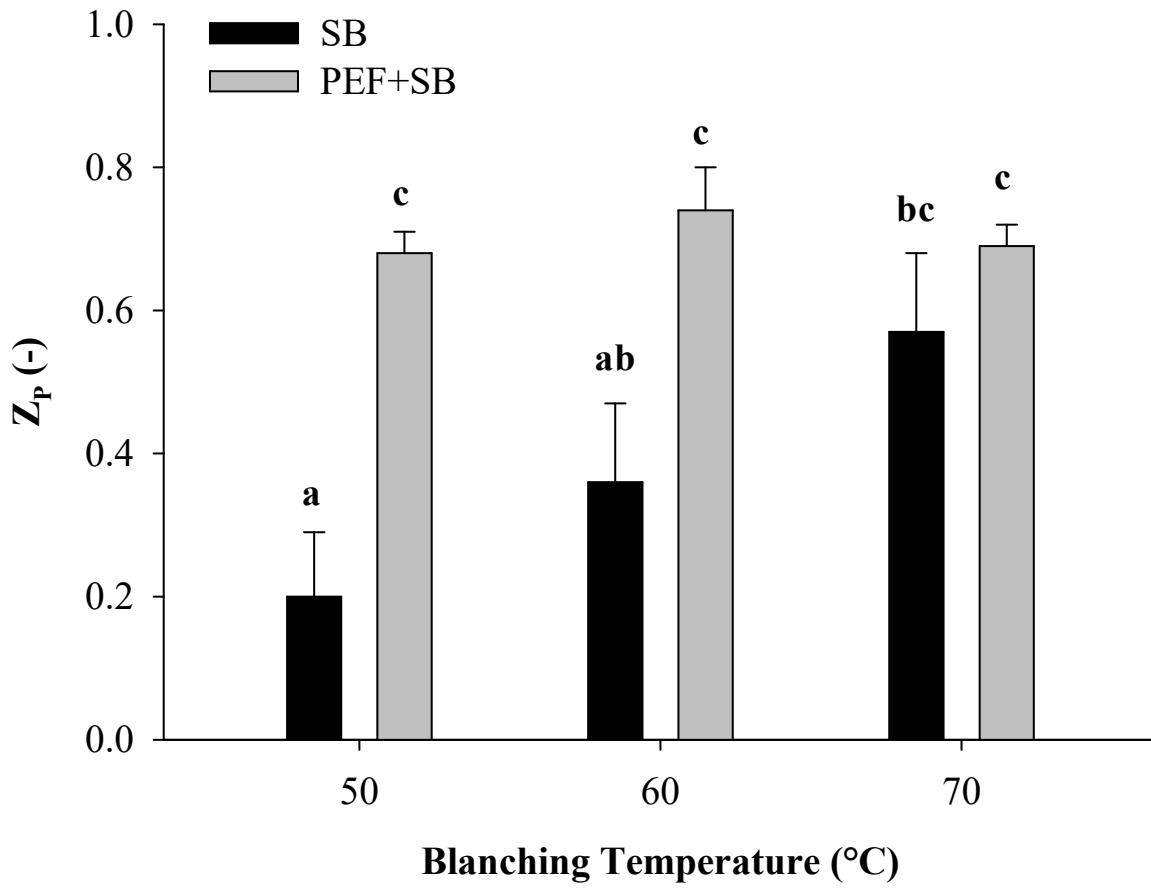 1.0
SB
PEF+SB
c
c
0.8
c
bc
0.6
ab
Z_P (-)
0.4
a
0.2
0.0
50 60 70
Blanching Temperature (°C)